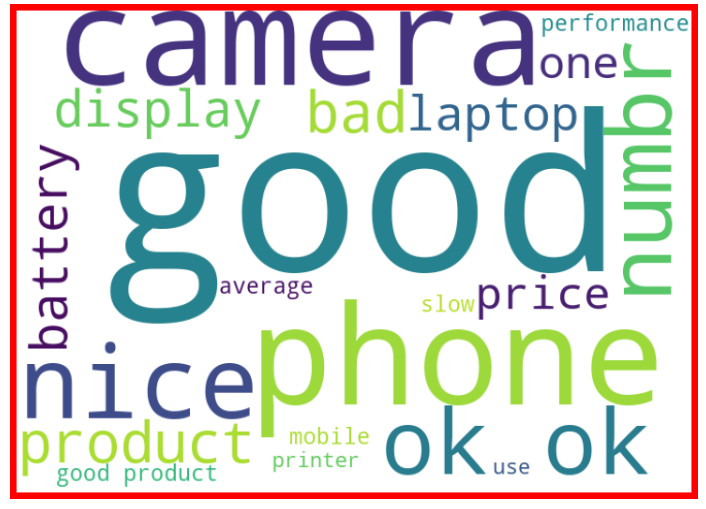 performance
camera
one
display
bad
laptop
numbr
good
battery
average
slow
price
phone
nice
product
mobile
ok ok
good product
printer
use